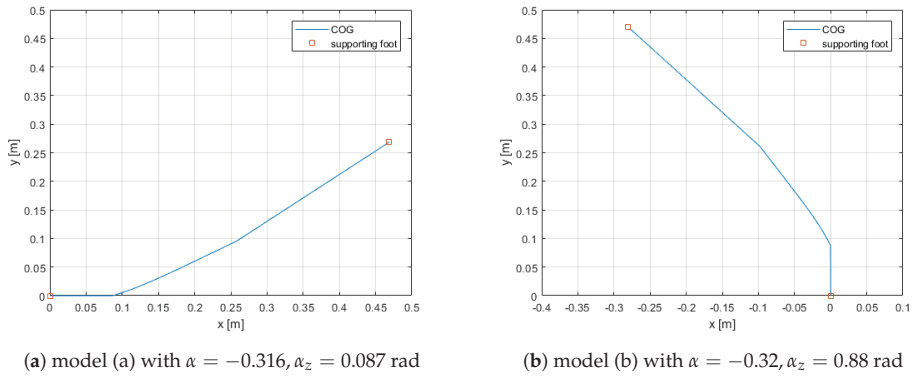 COG
supporting foot
0.5
0.45
0.4
0.35
0.3
0.25
0.2
0.15
0.1
0.05
0
y [m]
0 0.05 0.1 0.15 0.2 0.25 0.3 0.35 0.4 0.45 0.5
x [m]
(a) model (a) with α = −0.316, αz = 0.087 rad
COG
supporting foot
0.5
0.45
0.4
0.35
0.3
0.25
0.2
0.15
0.1
0.05
0
y [m]
-0.4 -0.35 -0.3 -0.25 -0.2 -0.15 -0.1 -0.05 0 0.05 0.1
x [m]
(b) model (b) with α = −0.32, αz = 0.88 rad